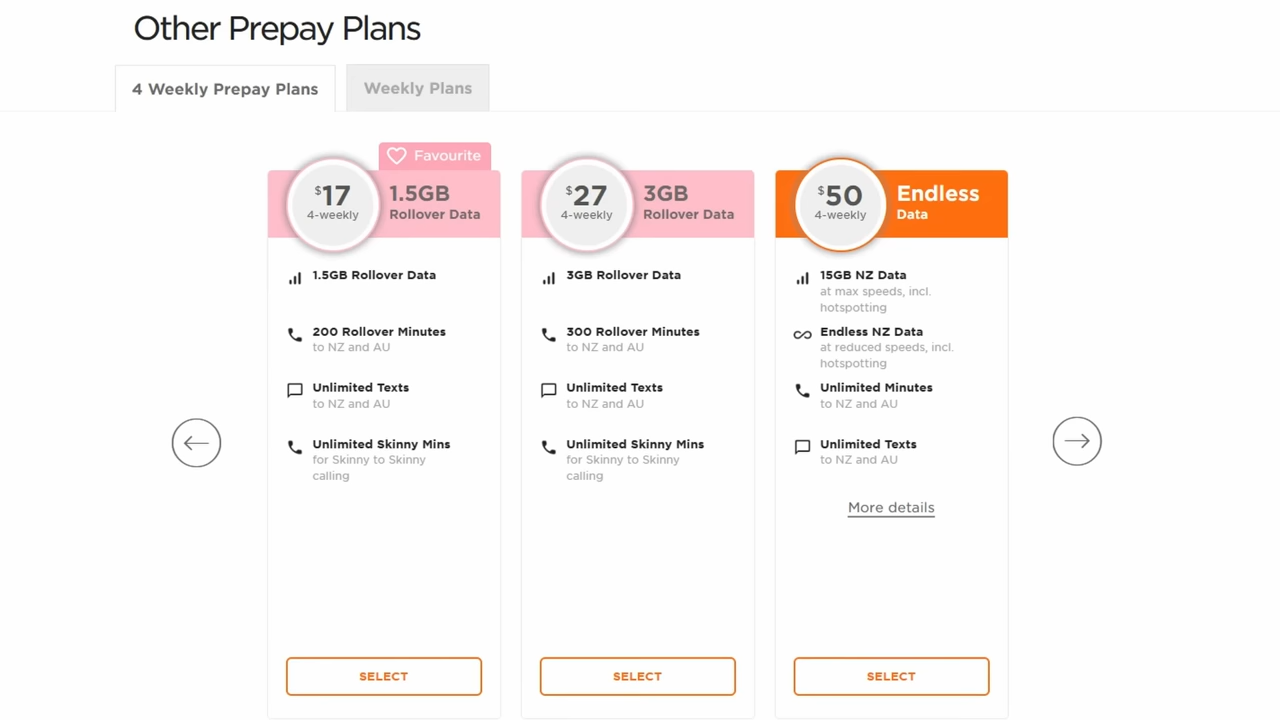 Other Prepay Plans
4 Weekly Prepay Plans
Weekly Plans
Favourite
$17
4-weekly
1.5GB
Rollover Data
1.5GB Rollover Data
200 Rollover Minutes
to NZ and AU
Unlimited Texts
to NZ and AU
Unlimited Skinny Mins
for Skinny to Skinny
calling
SELECT
$27
4-weekly
3GB
Rollover Data
3GB Rollover Data
300 Rollover Minutes
to NZ and AU
Unlimited Texts
to NZ and AU
Unlimited Skinny Mins
for Skinny to Skinny
calling
SELECT
$50
4-weekly
Endless
Data
15GB NZ Data
at max speeds, incl.
hotspotting
Endless NZ Data
at reduced speeds, incl.
hotspotting
Unlimited Minutes
to NZ and AU
Unlimited Texts
to NZ and AU
More details
SELECT